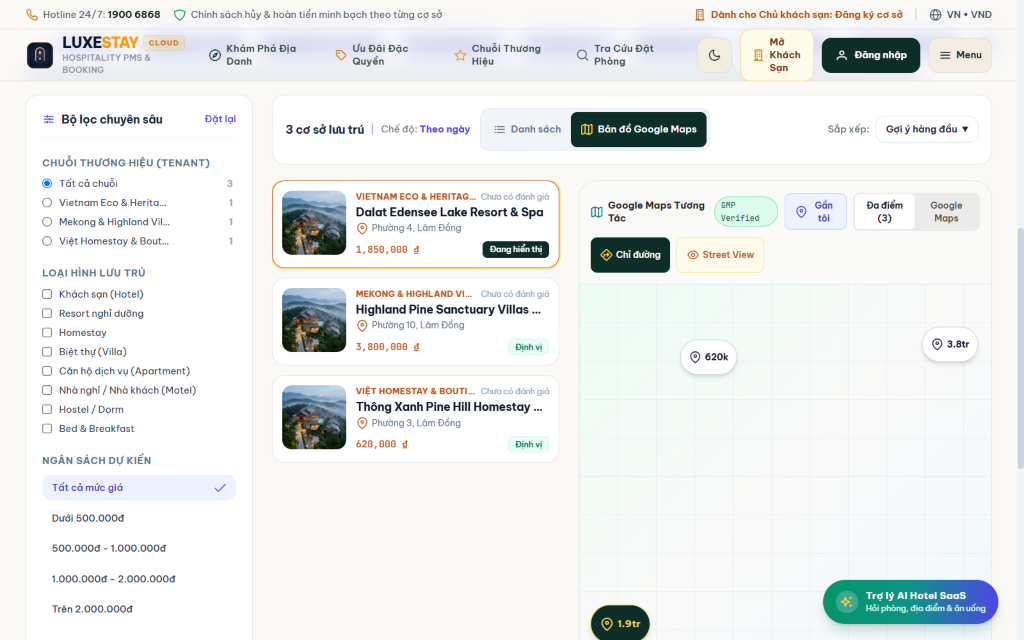 Hotline 24/7: 1900 6868
Chính sách hủy & hoàn tiền minh bạch theo từng cơ sở
Dành cho Chủ khách sạn: Đăng ký cơ sở
VN • VND
LUXESTAY CLOUD
HOSPITALITY PMS &
BOOKING
Khám Phá Địa
Danh
Ưu Đãi Độc
Quyền
Chuỗi Thương
Hiệu
Tra Cứu Đặt
Phòng
Mở
Khách
Sạn
Đăng nhập
Menu
Bộ lọc chuyên sâu
Đặt lại
CHUỖI THƯƠNG HIỆU (TENANT)
Tất cả chuỗi 3
Vietnam Eco & Herita... 1
Mekong & Highland Vil... 1
Việt Homestay & Bout... 1
LOẠI HÌNH LƯU TRÚ
Khách sạn (Hotel)
Resort nghỉ dưỡng
Homestay
Biệt thự (Villa)
Căn hộ dịch vụ (Apartment)
Nhà nghỉ / Nhà khách (Motel)
Hostel / Dorm
Bed & Breakfast
NGÂN SÁCH DỰ KIẾN
Tất cả mức giá
Dưới 500.000đ
500.000đ - 1.000.000đ
1.000.000đ - 2.000.000đ
Trên 2.000.000đ
3 cơ sở lưu trú
Chế độ: Theo ngày
Danh sách
Bản đồ Google Maps
Sắp xếp:
Gợi ý hàng đầu ▼
VIETNAM ECO & HERITAG... Chưa có đánh giá
Dalat Edensee Lake Resort & Spa
Phường 4, Lâm Đồng
1,850,000 ₫
Đang hiển thị
MEKONG & HIGHLAND VI... Chưa có đánh giá
Highland Pine Sanctuary Villas ...
Phường 10, Lâm Đồng
3,800,000 ₫
Định vị
VIỆT HOMESTAY & BOUTI... Chưa có đánh giá
Thông Xanh Pine Hill Homestay ...
Phường 3, Lâm Đồng
620,000 ₫
Định vị
Google Maps Tương
Tác
GMP
Verified
Gần
tôi
Đa điểm
(3)
Google
Maps
Chỉ đường
Street View
620k
3.8tr
1.9tr
Trợ lý AI Hotel SaaS
Hỏi phòng, địa điểm & ăn uống